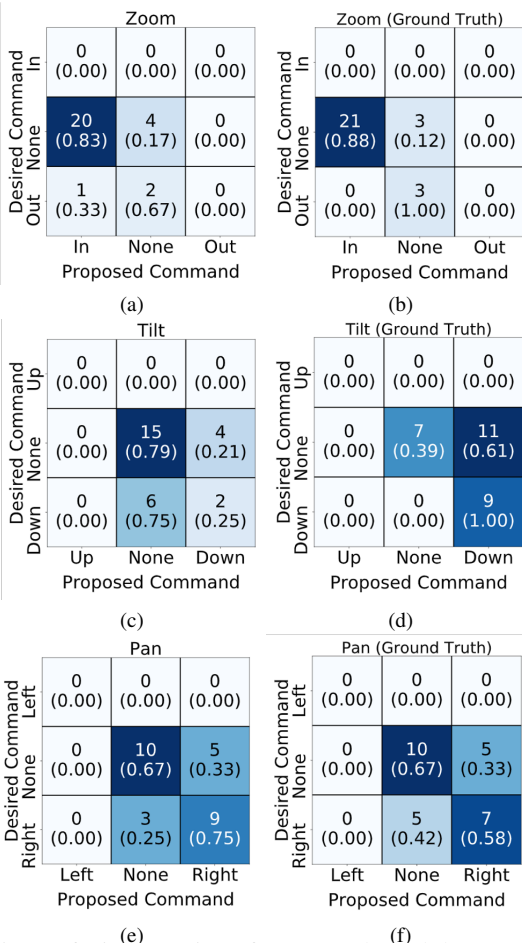 Zoom
Zoom (Ground Truth)
Desired Command
In
0 (0.00) 0 (0.00) 0 (0.00)
None
20 (0.83) 4 (0.17) 0 (0.00)
Out
1 (0.33) 2 (0.67) 0 (0.00)
In None Out
Proposed Command
(a)
Desired Command
In
0 (0.00) 0 (0.00) 0 (0.00)
None
21 (0.88) 3 (0.12) 0 (0.00)
Out
0 (0.00) 3 (1.00) 0 (0.00)
In None Out
Proposed Command
(b)
Tilt
Desired Command
Up
0 (0.00) 0 (0.00) 0 (0.00)
None
0 (0.00) 15 (0.79) 4 (0.21)
Down
0 (0.00) 6 (0.75) 2 (0.25)
Up None Down
Proposed Command
(c)
Tilt (Ground Truth)
Desired Command
Up
0 (0.00) 0 (0.00) 0 (0.00)
None
0 (0.00) 7 (0.39) 11 (0.61)
Down
0 (0.00) 0 (0.00) 9 (1.00)
Up None Down
Proposed Command
(d)
Pan
Desired Command
Left
0 (0.00) 0 (0.00) 0 (0.00)
None
0 (0.00) 10 (0.67) 5 (0.33)
Right
0 (0.00) 3 (0.25) 9 (0.75)
Left None Right
Proposed Command
(e)
Pan (Ground Truth)
Desired Command
Left
0 (0.00) 0 (0.00) 0 (0.00)
None
0 (0.00) 10 (0.67) 5 (0.33)
Right
0 (0.00) 5 (0.42) 7 (0.58)
Left None Right
Proposed Command
(f)